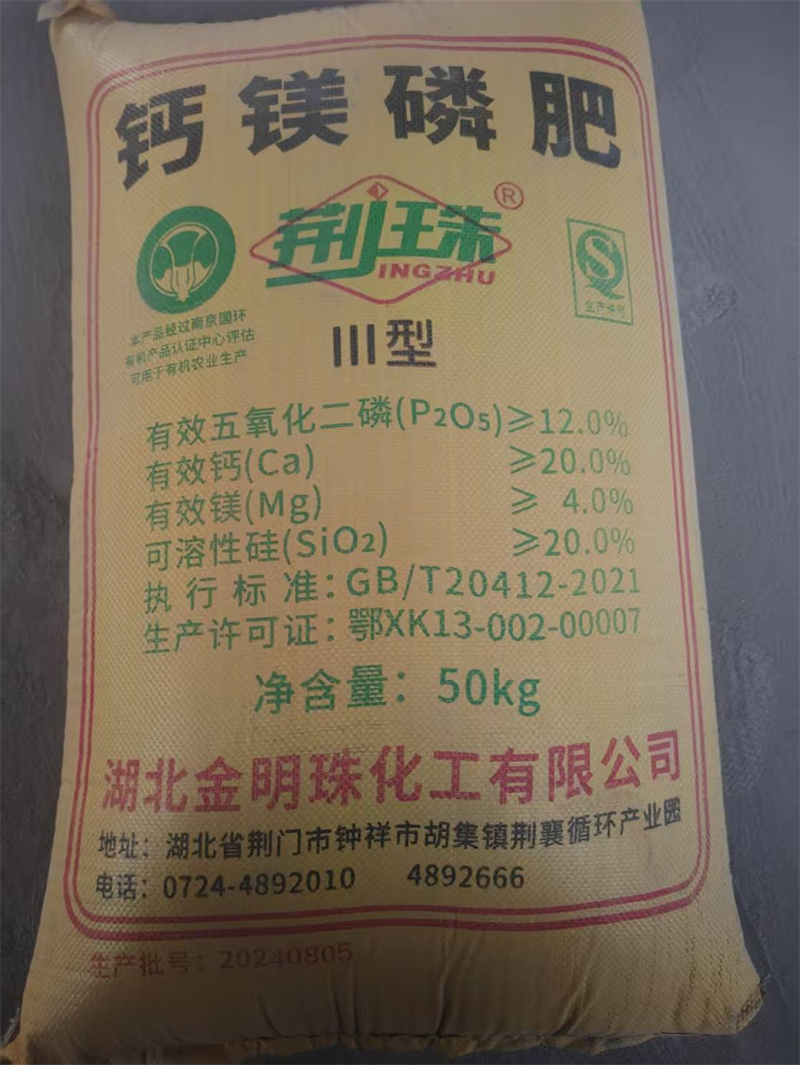 钙镁磷肥
荆珠®
JINGZHU
生产许可
本产品经过南京国环
有机产品认证中心评估
可用于有机农业生产
III型
有效五氧化二磷(P₂O₅)≥12.0%
有效钙(Ca) ≥20.0%
有效镁(Mg) ≥ 4.0%
可溶性硅(SiO₂) ≥20.0%
执行标准:GB/T20412-2021
生产许可证:鄂XK13-002-00007
净含量:50kg
湖北金明珠化工有限公司
地址:湖北省荆门市钟祥市胡集镇荆襄循环产业园
电话:0724-4892010 4892666
生产批号:20240805